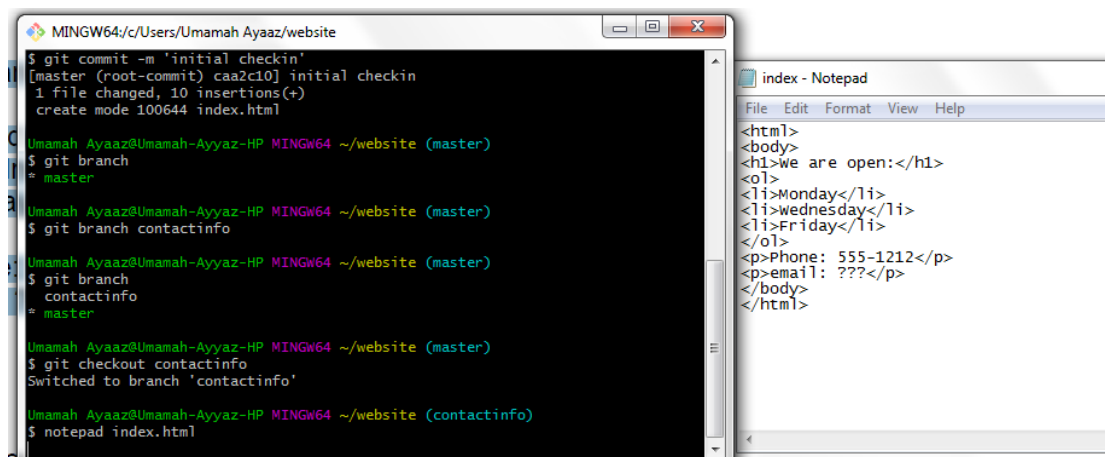 MINGW64:/c/Users/Umamah Ayaaz/website
$ git commit -m 'initial checkin'
[master (root-commit) caa2c10] initial checkin
1 file changed, 10 insertions(+)
create mode 100644 index.html
Umamah Ayaaz@Umamah-Ayyaz-HP MINGW64 ~/website (master)
$ git branch
* master
Umamah Ayaaz@Umamah-Ayyaz-HP MINGW64 ~/website (master)
$ git branch contactinfo
Umamah Ayaaz@Umamah-Ayyaz-HP MINGW64 ~/website (master)
$ git branch
contactinfo
* master
Umamah Ayaaz@Umamah-Ayyaz-HP MINGW64 ~/website (master)
$ git checkout contactinfo
Switched to branch 'contactinfo'
Umamah Ayaaz@Umamah-Ayyaz-HP MINGW64 ~/website (contactinfo)
$ notepad index.html
index - Notepad
File Edit Format View Help
<html>
<body>
<h1>We are open:</h1>
<ol>
<li>Monday</li>
<li>Wednesday</li>
<li>Friday</li>
</ol>
<p>Phone: 555-1212</p>
<p>email: ???</p>
</body>
</html>